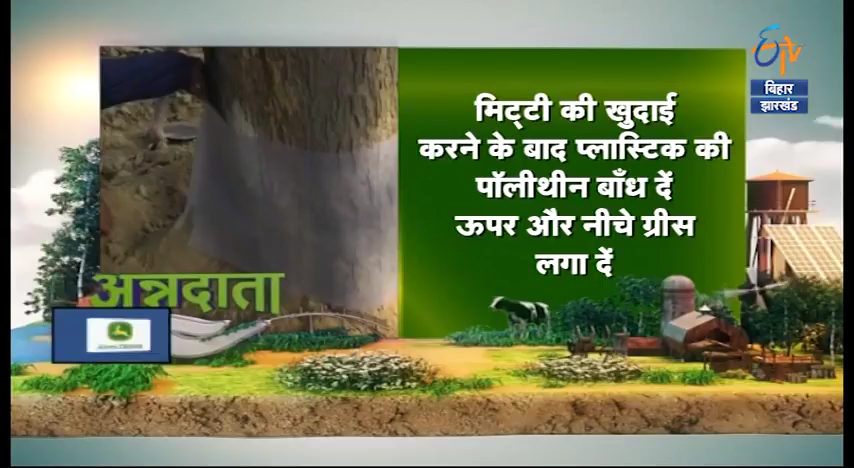 ETV
बिहार
झारखंड
मिट्टी की खुदाई
करने के बाद प्लास्टिक की
पॉलीथीन बाँध दें
ऊपर और नीचे ग्रीस
लगा दें
अन्नदाता